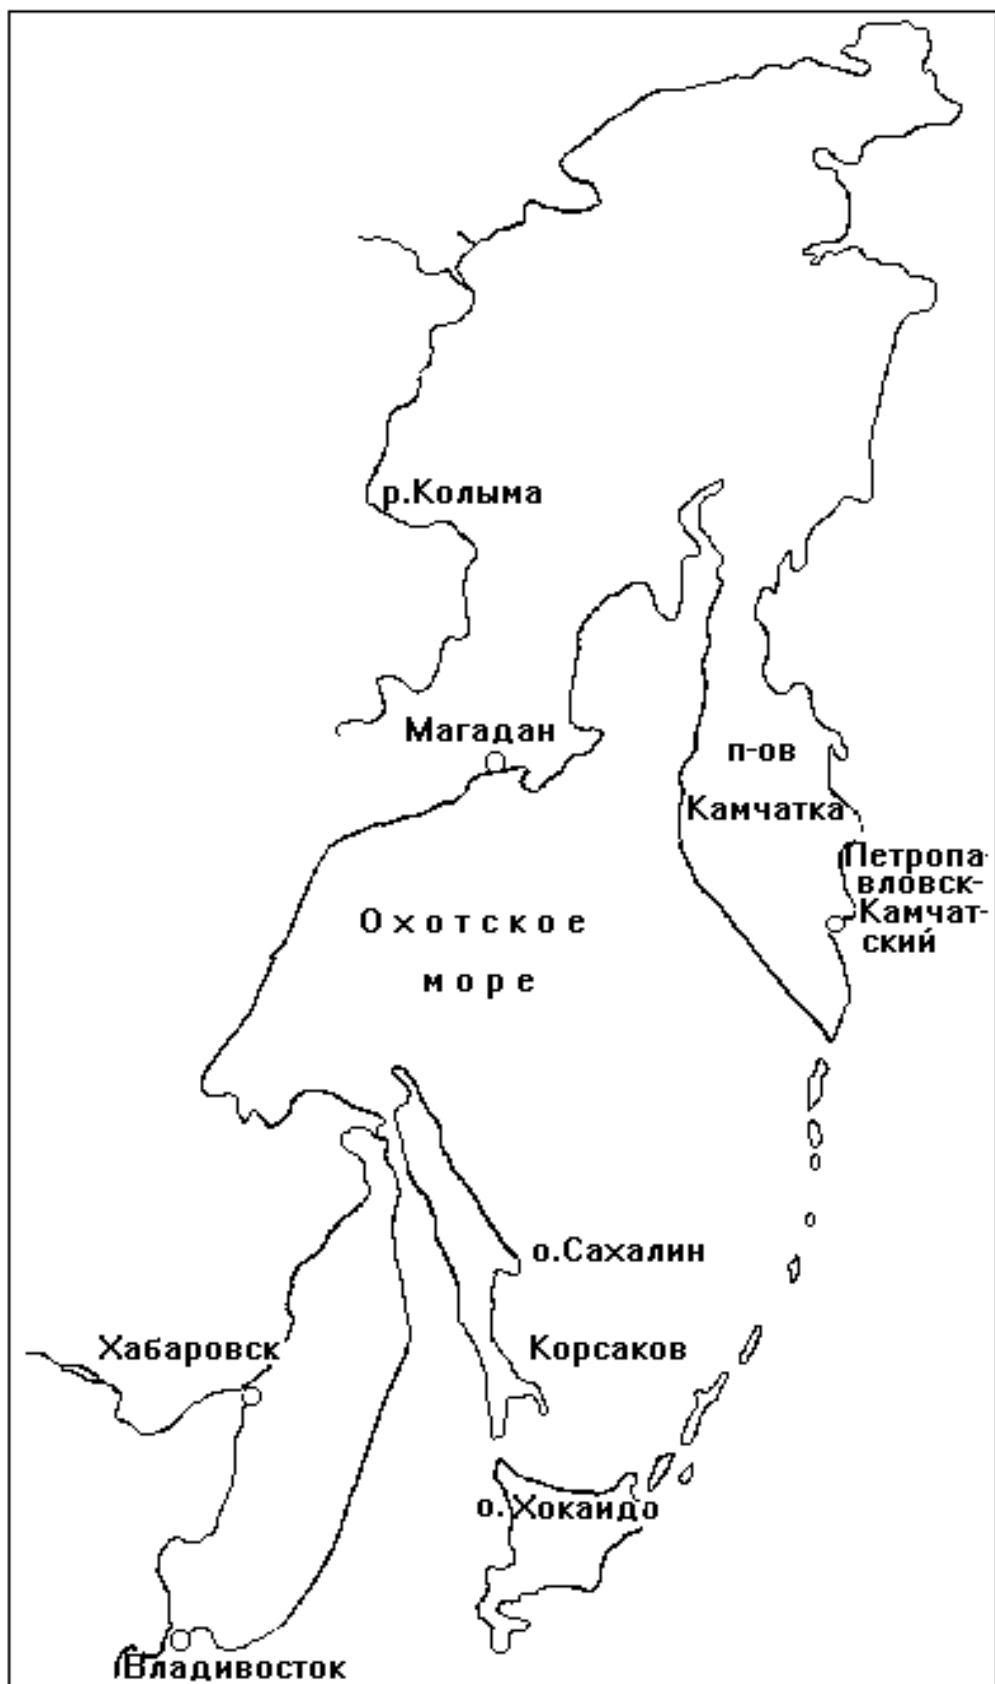 р.Колыма
Магадан
п-ов
Камчатка
Петропа-
вловск-
Камчат-
ский
Охотское
море
о.Сахалин
Хабаровск
Корсаков
о.Хокаидо
Владивосток